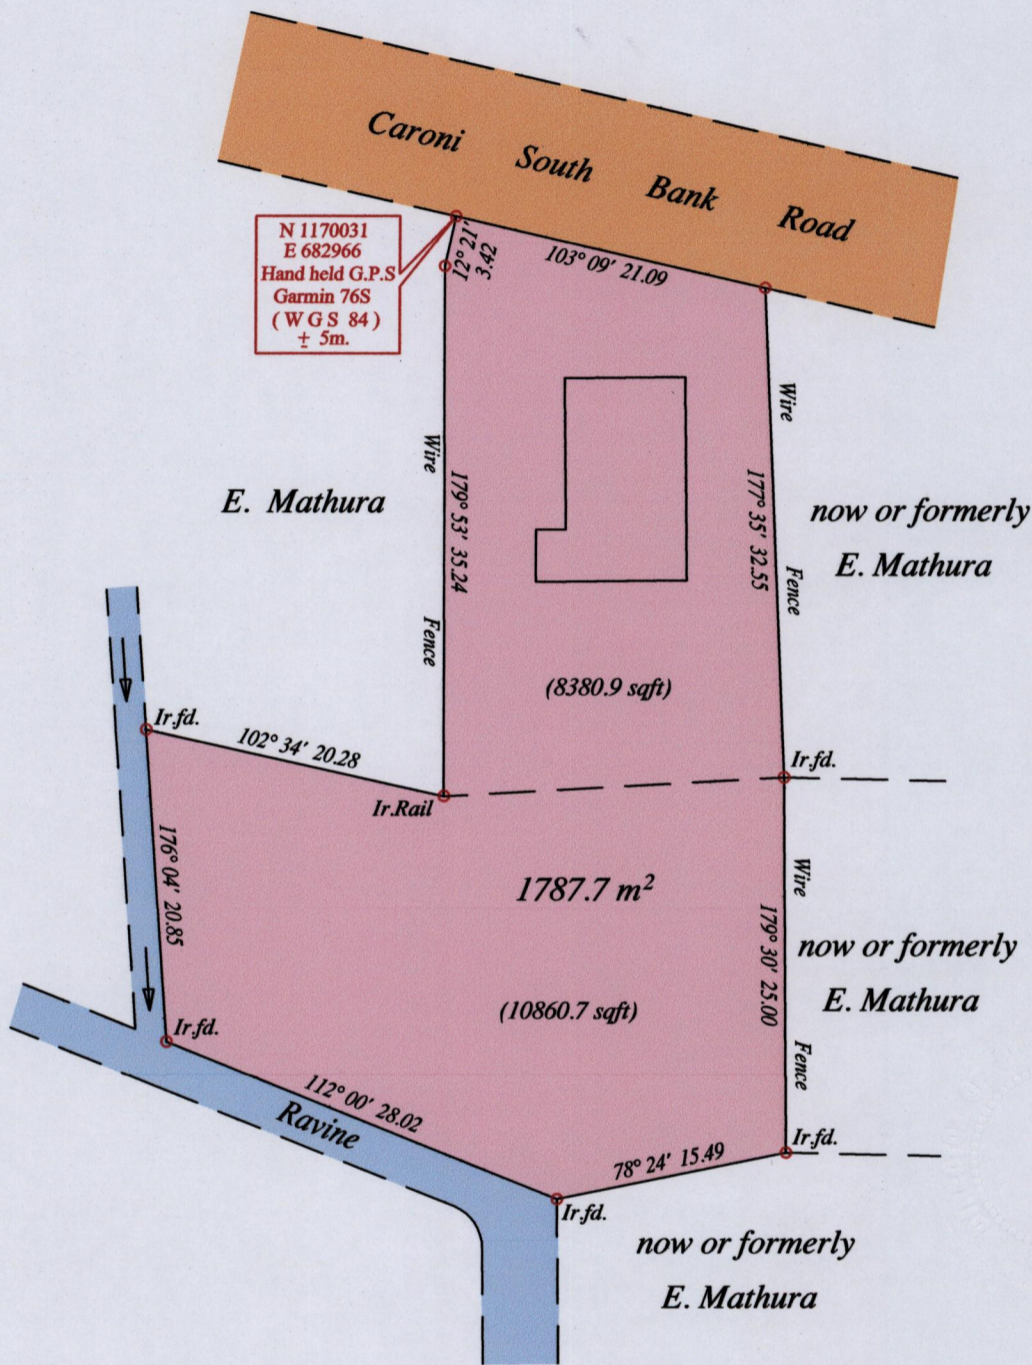 Caroni South Bank Road
N 1170031
E 682966
Hand held G.P.S
Garmin 76S
( W G S 84 )
± 5m.
12° 21'
3.42
103° 09' 21.09
Wire
Fence
179° 53' 35.24
E. Mathura
Wire
Fence
177° 35' 32.55
now or formerly
E. Mathura
(8380.9 sqft)
Ir.fd.
102° 34' 20.28
Ir.Rail
Ir.fd.
176° 04' 20.85
1787.7 m²
(10860.7 sqft)
Wire
Fence
179° 30' 25.00
now or formerly
E. Mathura
Ir.fd.
112° 00' 28.02
Ravine
78° 24' 15.49
Ir.fd.
Ir.fd.
now or formerly
E. Mathura